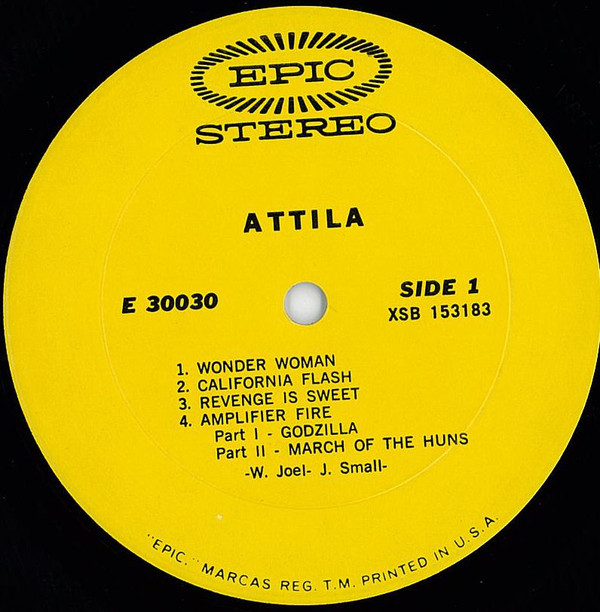 EPIC
STEREO
ATTILA
E 30030
SIDE 1
XSB 153183
1. WONDER WOMAN
2. CALIFORNIA FLASH
3. REVENGE IS SWEET
4. AMPLIFIER FIRE
Part I - GODZILLA
Part II - MARCH OF THE HUNS
-W. Joel- J. Small-
"EPIC," MARCAS REG. T.M. PRINTED IN U.S.A.